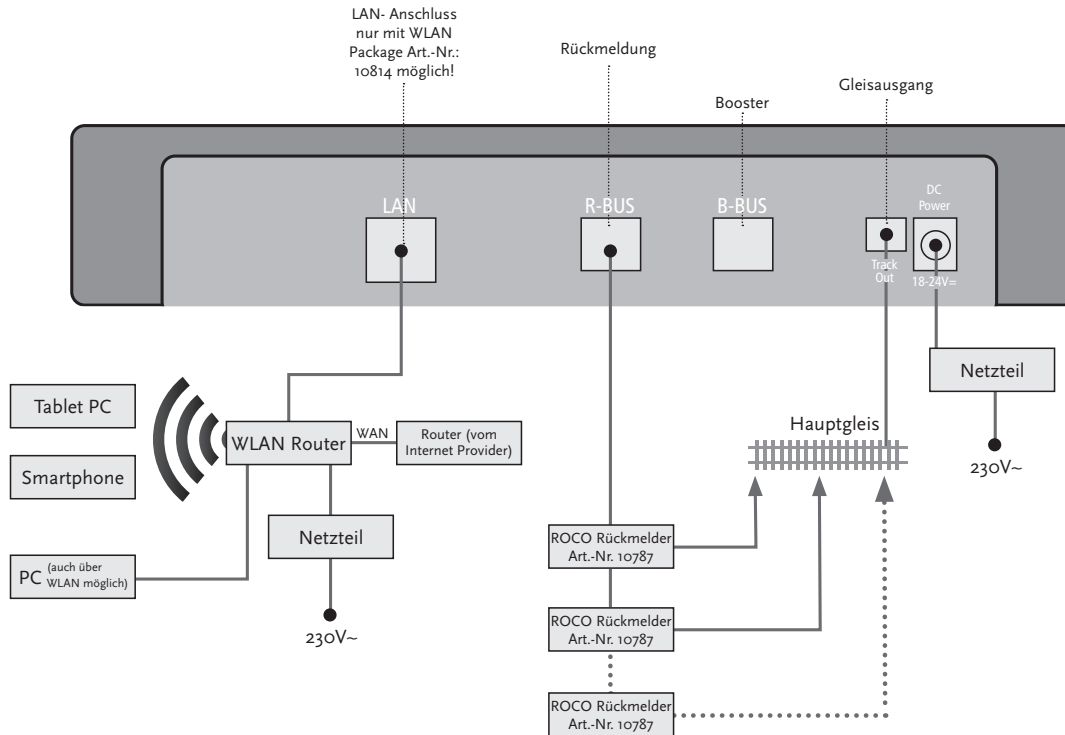 LAN- Anschluss
nur mit WLAN
Package Art.-Nr.:
10814 möglich!
Rückmeldung
Booster
Gleisausgang
LAN
R-BUS
B-BUS
Track
Out
DC
Power
18-24V=
Netzteil
230V~
Tablet PC
Smartphone
PC (auch über
WLAN möglich)
WLAN Router
WAN
Router (vom
Internet Provider)
Netzteil
230V~
Hauptgleis
ROCO Rückmelder
Art.-Nr. 10787
ROCO Rückmelder
Art.-Nr. 10787
ROCO Rückmelder
Art.-Nr. 10787